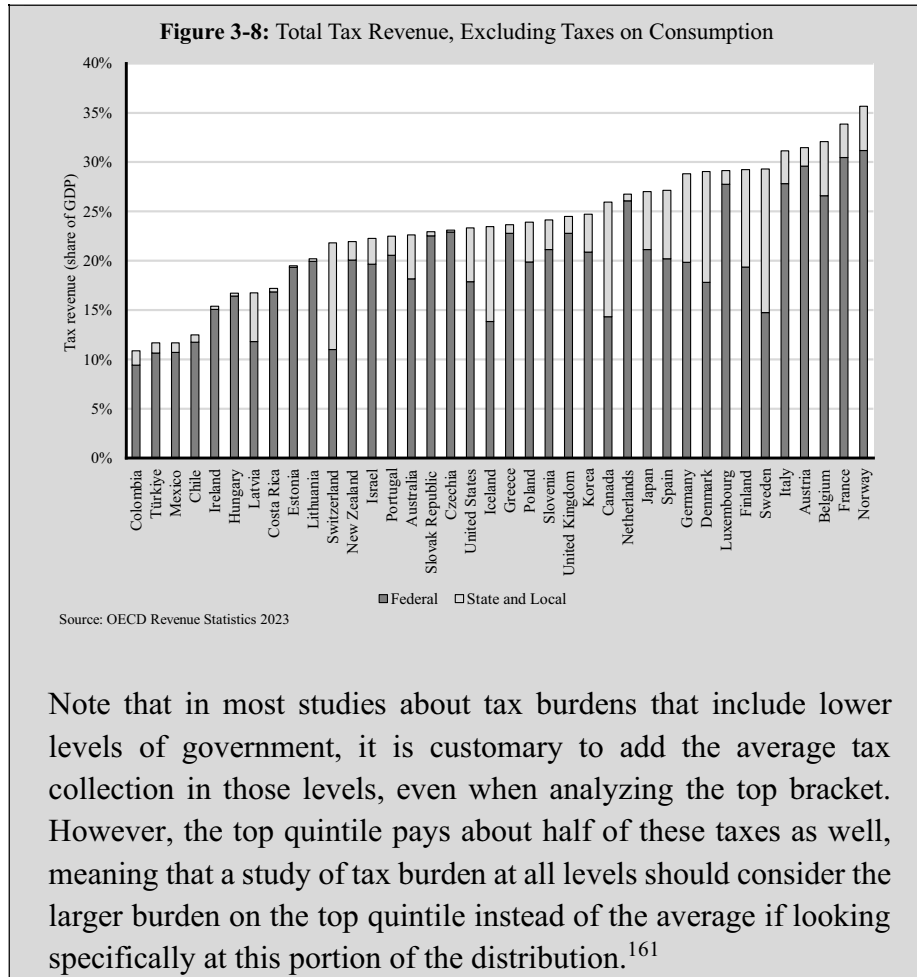 Figure 3-8: Total Tax Revenue, Excluding Taxes on Consumption
40%
35%
30%
25%
20%
15%
10%
5%
0%
Tax revenue (share of GDP)
Colombia
Türkiye
Mexico
Chile
Ireland
Hungary
Latvia
Costa Rica
Estonia
Lithuania
Switzerland
New Zealand
Israel
Portugal
Australia
Slovak Republic
Czechia
United States
Iceland
Greece
Poland
Slovenia
United Kingdom
Korea
Canada
Netherlands
Japan
Spain
Germany
Denmark
Luxembourg
Finland
Sweden
Italy
Austria
Belgium
France
Norway
Federal
State and Local
Source: OECD Revenue Statistics 2023
Note that in most studies about tax burdens that include lower
levels of government, it is customary to add the average tax
collection in those levels, even when analyzing the top bracket.
However, the top quintile pays about half of these taxes as well,
meaning that a study of tax burden at all levels should consider the
larger burden on the top quintile instead of the average if looking
specifically at this portion of the distribution.161